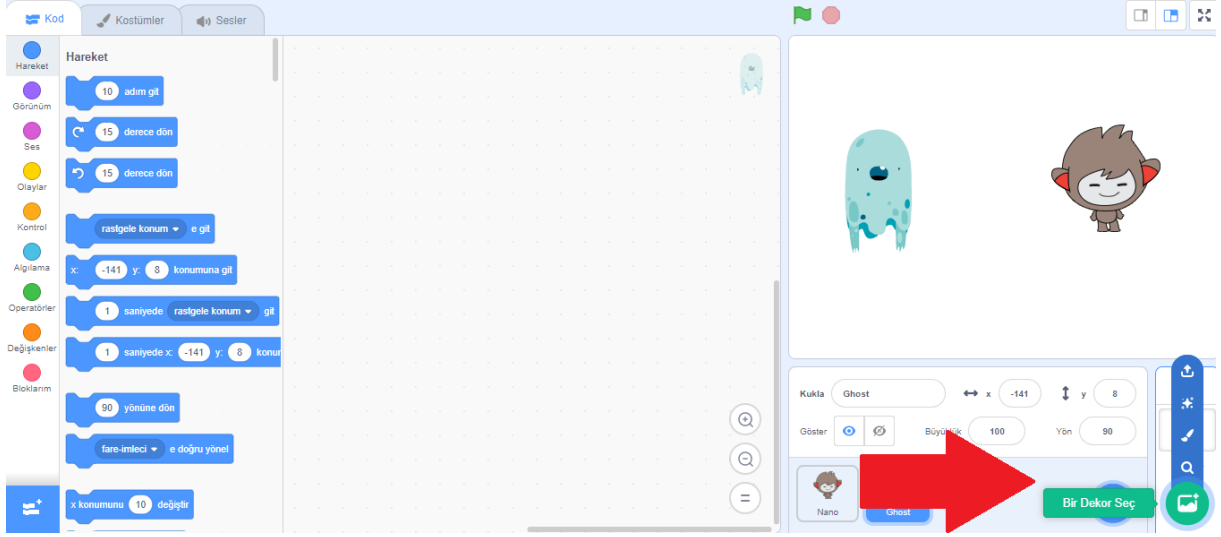 Kod
Kostümler
Sesler
Hareket
Görünüm
Ses
Olaylar
Kontrol
Algılama
Operatörler
Değişkenler
Bloklarım
Hareket
10 adım git
15 derece dön
15 derece dön
rastgele konum e git
x: -141 y: 8 konumuna git
1 saniyede rastgele konum git
1 saniyede x: -141 y: 8 konu
90 yönüne dön
fare-imleci e doğru yönel
x konumunu 10 değiştir
Kukla Ghost x -141 y 8
Göster Büyüklük 100 Yön 90
Nano
Ghost
Bir Dekor Seç